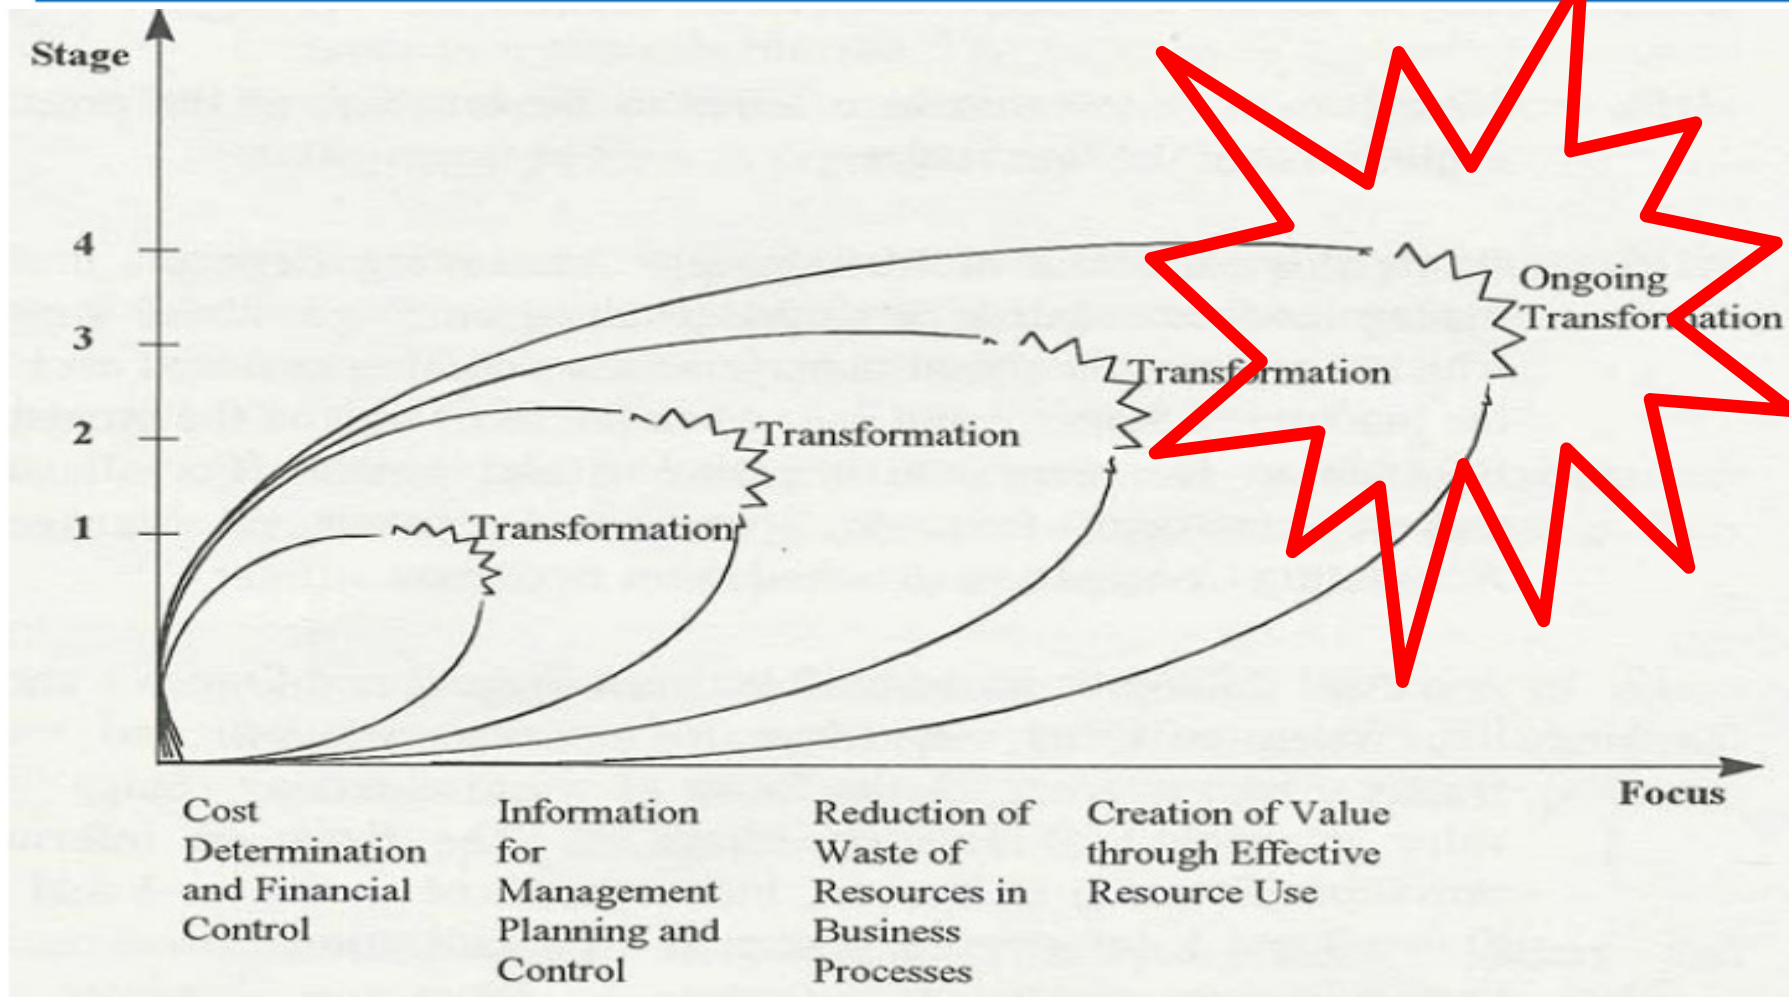 Stage
4
3
2
1
Ongoing
Transformation
Transformation
Transformation
Transformation
Focus
Cost
Determination
and Financial
Control
Information
for
Management
Planning and
Control
Reduction of
Waste of
Resources in
Business
Processes
Creation of Value
through Effective
Resource Use